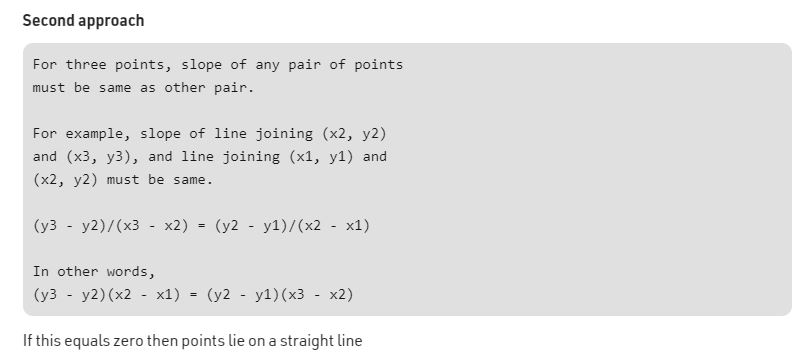 Second approach
For three points, slope of any pair of points
must be same as other pair.
For example, slope of line joining (x2, y2)
and (x3, y3), and line joining (x1, y1) and
(x2, y2) must be same.
(y3 - y2)/(x3 - x2) = (y2 - y1)/(x2 - x1)
In other words,
(y3 - y2)(x2 - x1) = (y2 - y1)(x3 - x2)
If this equals zero then points lie on a straight line